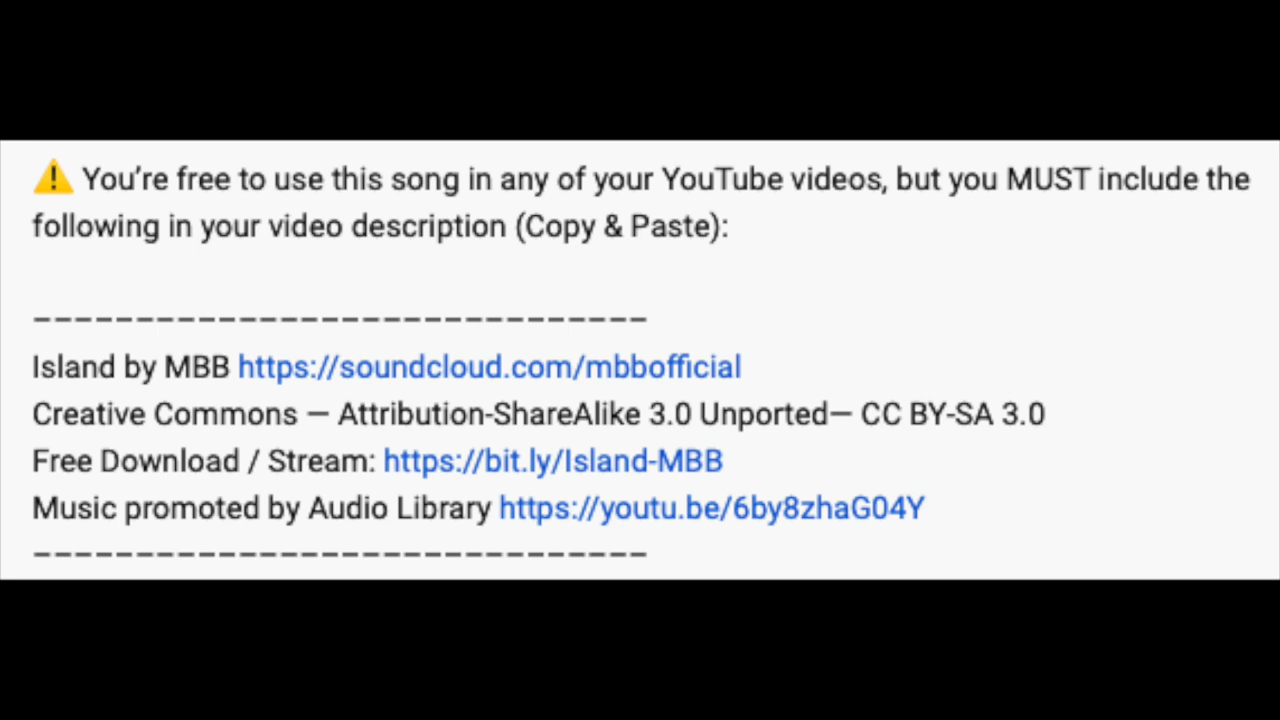 ⚠ You’re free to use this song in any of your YouTube videos, but you MUST include the
following in your video description (Copy & Paste):
––––––––––––––––––––––––––––––
Island by MBB https://soundcloud.com/mbbofficial
Creative Commons — Attribution-ShareAlike 3.0 Unported— CC BY-SA 3.0
Free Download / Stream: https://bit.ly/Island-MBB
Music promoted by Audio Library https://youtu.be/6by8zhaG04Y
––––––––––––––––––––––––––––––